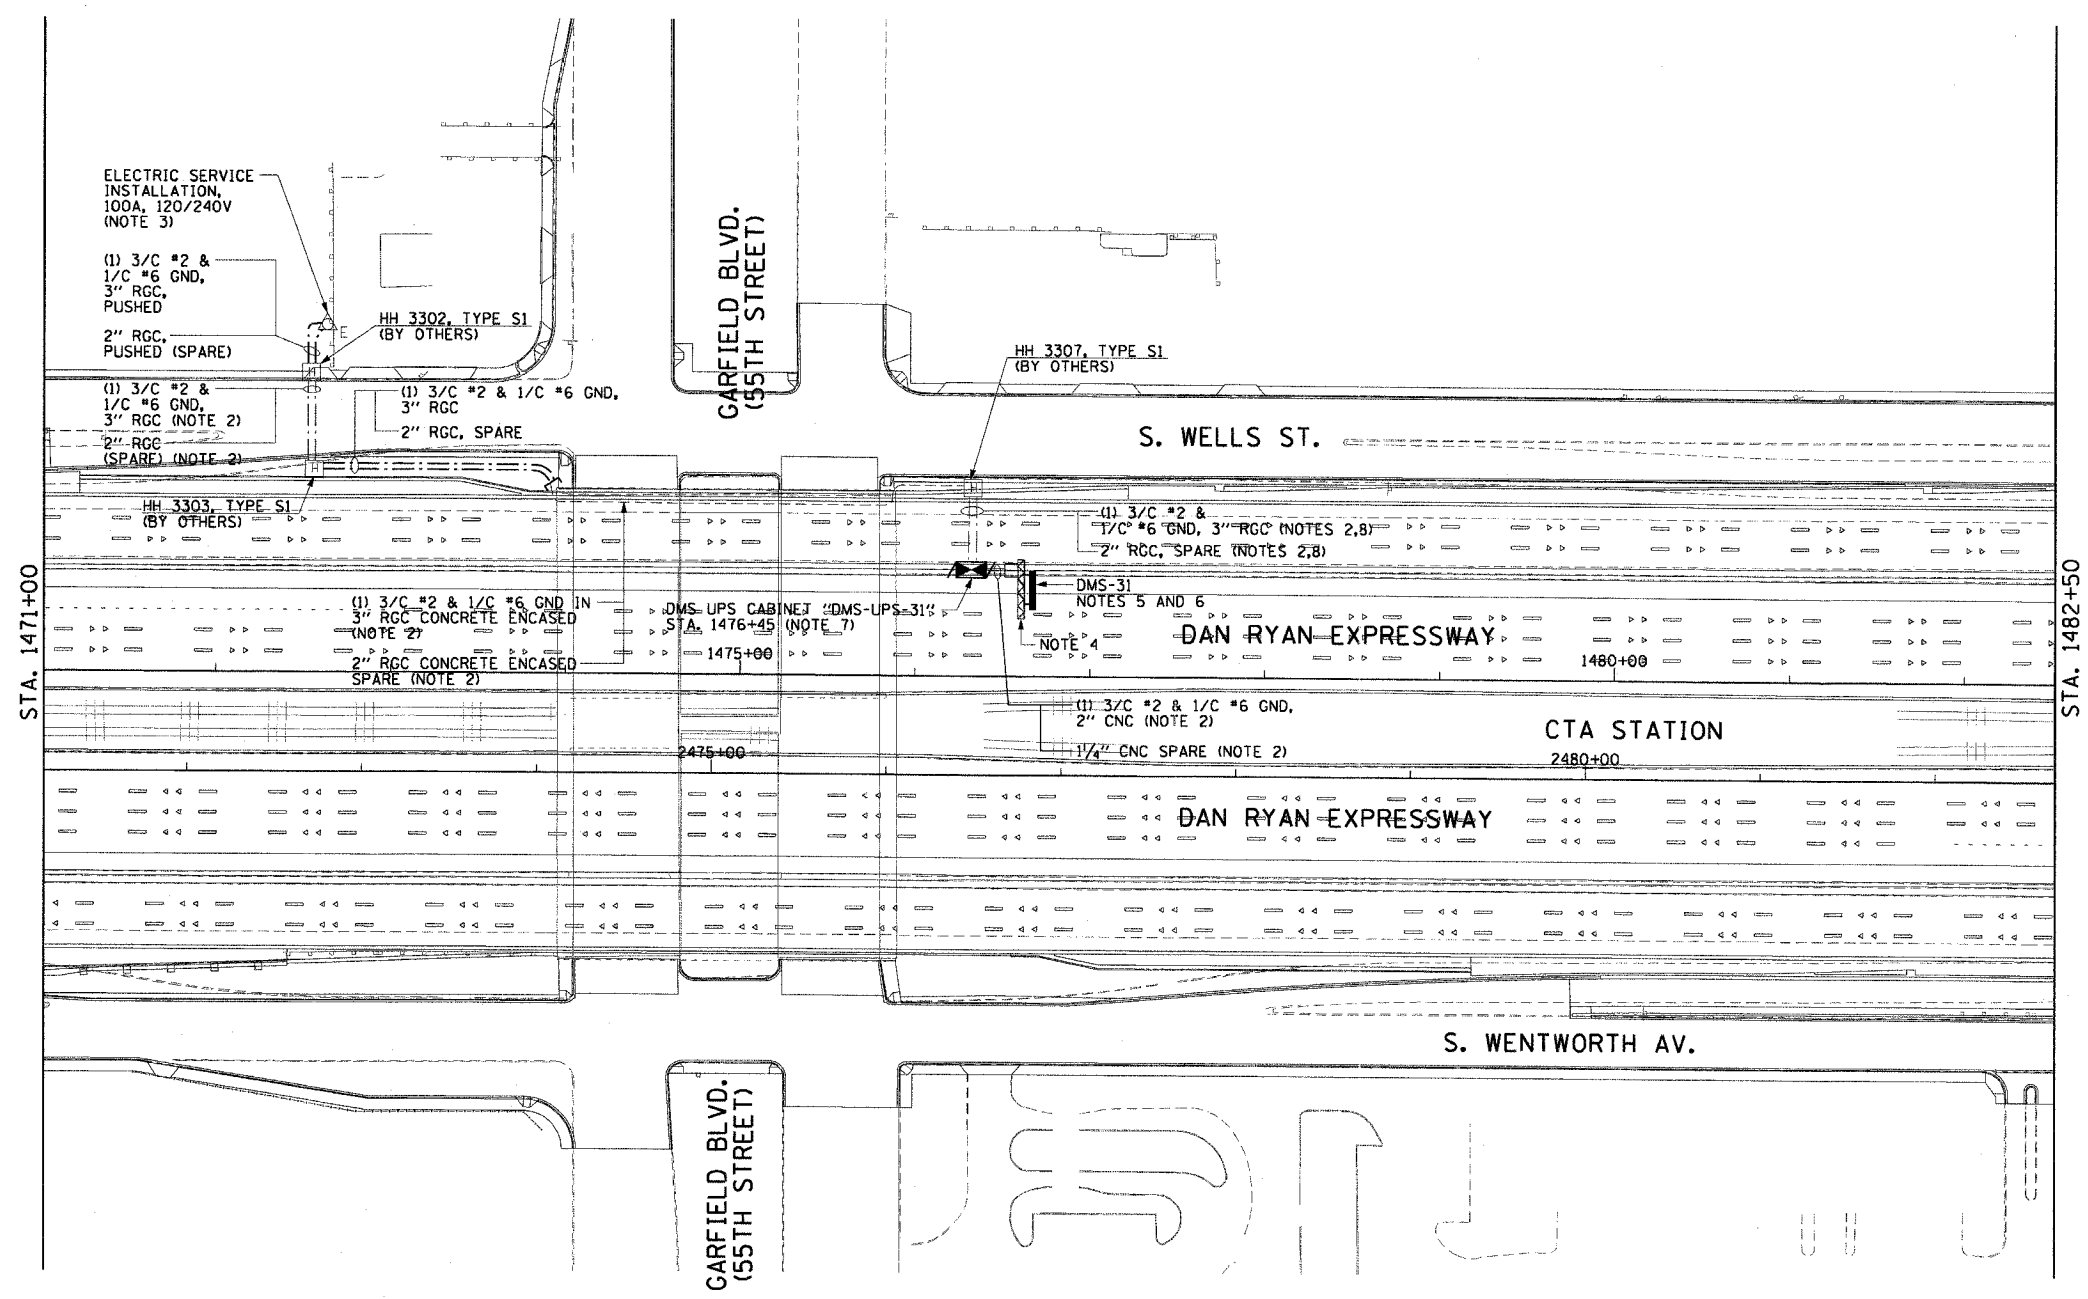 ELECTRIC SERVICE
INSTALLATION,
100A, 120/240V
(NOTE 3)
(1) 3/C #2 &
1/C #6 GND,
3" RGC,
PUSHED
2" RGC,
PUSHED (SPARE)
E
HH 3302, TYPE S1
(BY OTHERS)
(1) 3/C #2 &
1/C #6 GND,
3" RGC (NOTE 2)
2" RGC
(SPARE) (NOTE 2)
(1) 3/C #2 & 1/C #6 GND,
3" RGC
2" RGC, SPARE
H
H
HH 3303, TYPE S1
(BY OTHERS)
GARFIELD BLVD.
(55TH STREET)
HH 3307, TYPE S1
(BY OTHERS)
S. WELLS ST.
H
(1) 3/C #2 &
1/C #6 GND, 3" RGC (NOTES 2,8)
2" RGC, SPARE (NOTES 2,8)
STA. 1471+00
STA. 1482+50
(1) 3/C #2 & 1/C #6 GND IN
3" RGC CONCRETE ENCASED
(NOTE 2)
2" RGC CONCRETE ENCASED
SPARE (NOTE 2)
DMS UPS CABINET "DMS-UPS-31"
STA. 1476+45 (NOTE 7)
DMS-31
NOTES 5 AND 6
NOTE 4
DAN RYAN EXPRESSWAY
1475+00
1480+00
(1) 3/C #2 & 1/C #6 GND,
2" CNC (NOTE 2)
1¼" CNC SPARE (NOTE 2)
CTA STATION
2475+00
2480+00
DAN RYAN EXPRESSWAY
S. WENTWORTH AV.
GARFIELD BLVD.
(55TH STREET)